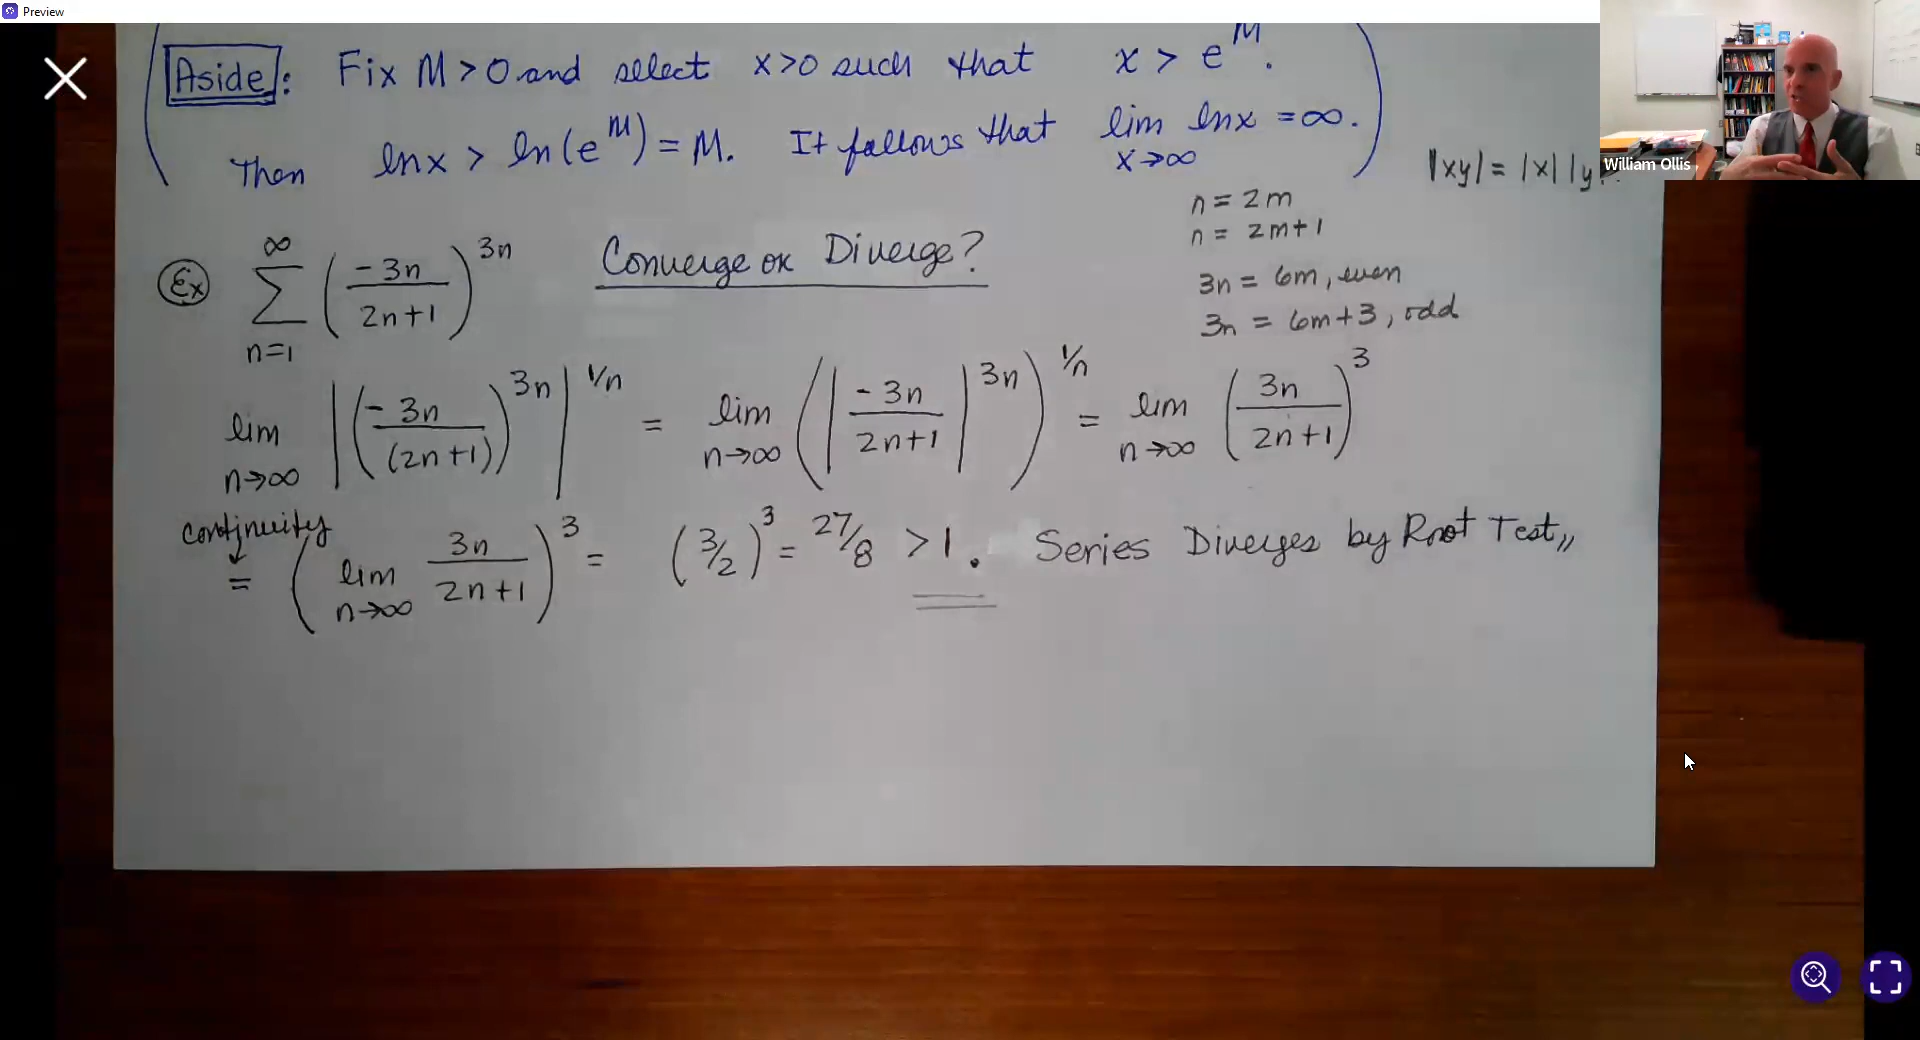 Preview
Aside: Fix M > 0 and select x > 0 such that x > e^M.
Then ln x > ln(e^M) = M. It follows that lim_{x→∞} ln x = ∞.
William Ollis
|xy| = |x| |y|
n = 2m
n = 2m+1
3n = 6m, even
3n = 6m+3, odd
Ex ∑_{n=1}^{∞} (-3n/(2n+1))^{3n} Converge or Diverge?
lim_{n→∞} |(-3n/(2n+1))^{3n}|^{1/n} = lim_{n→∞} (|-3n/(2n+1)|^{3n})^{1/n} = lim_{n→∞} (3n/(2n+1))^3
continuity
= (lim_{n→∞} 3n/(2n+1))^3 = (3/2)^3 = 27/8 > 1. Series Diverges by Root Test,,